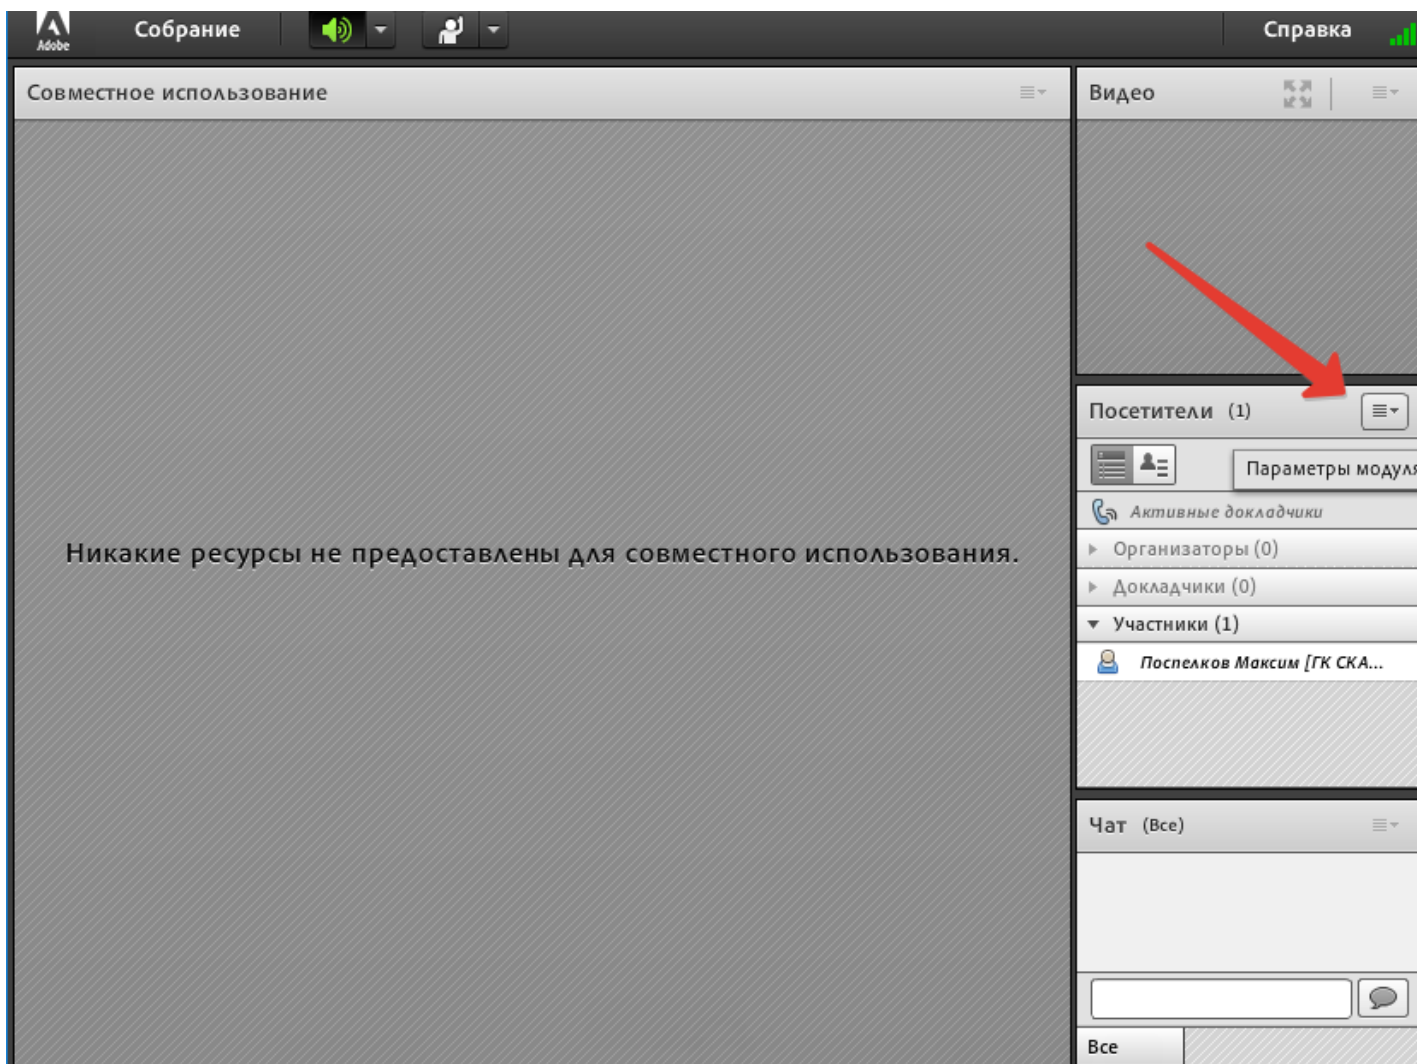 Adobe
Собрание
Справка
Совместное использование
Видео
Никакие ресурсы не предоставлены для совместного использования.
Посетители (1)
Параметры модуля
Активные докладчики
Организаторы (0)
Докладчики (0)
Участники (1)
Поспелков Максим [ГК СКА...
Чат (Все)
Все